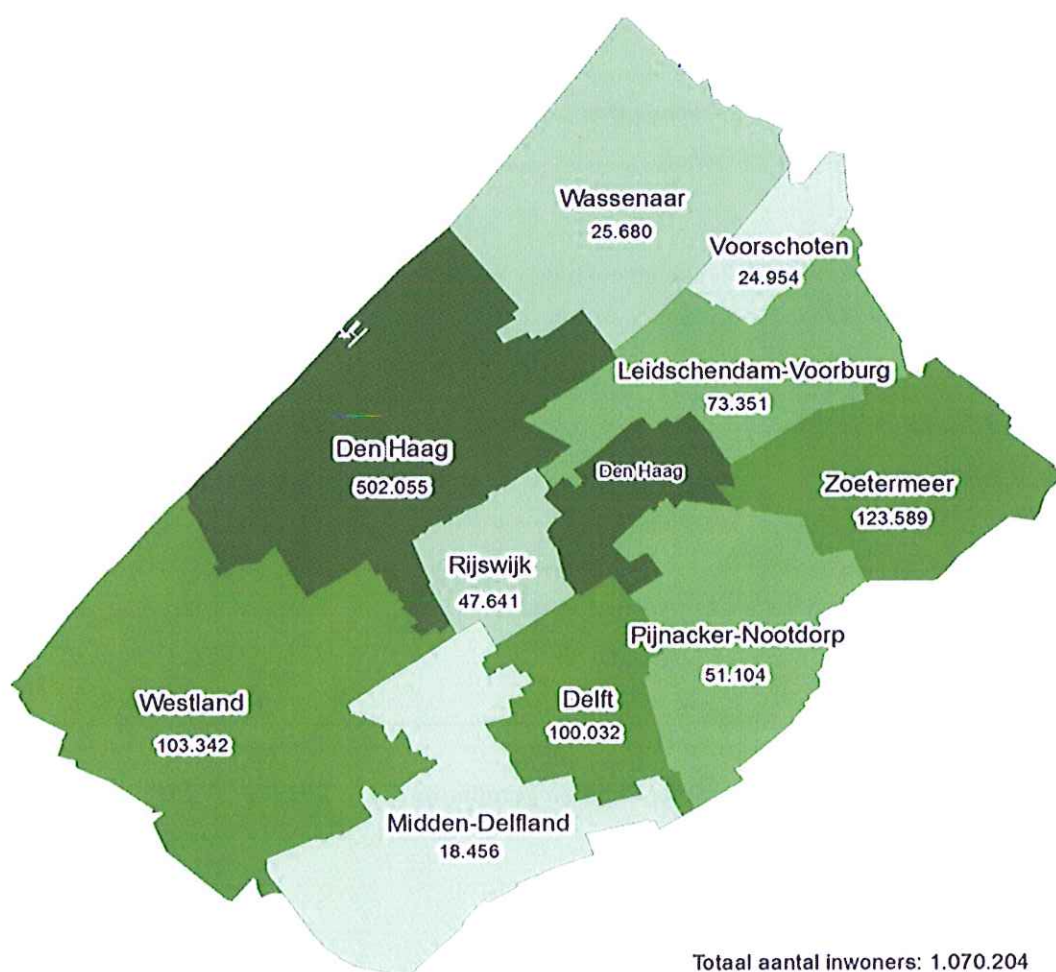 Wassenaar
25.680
Voorschoten
24.954
Leidschendam-Voorburg
73.351
Den Haag
502.055
Den Haag
Zoetermeer
123.589
Rijswijk
47.641
Pijnacker-Nootdorp
51.104
Westland
103.342
Delft
100.032
Midden-Delfland
18.456
Totaal aantal inwoners: 1.070.204